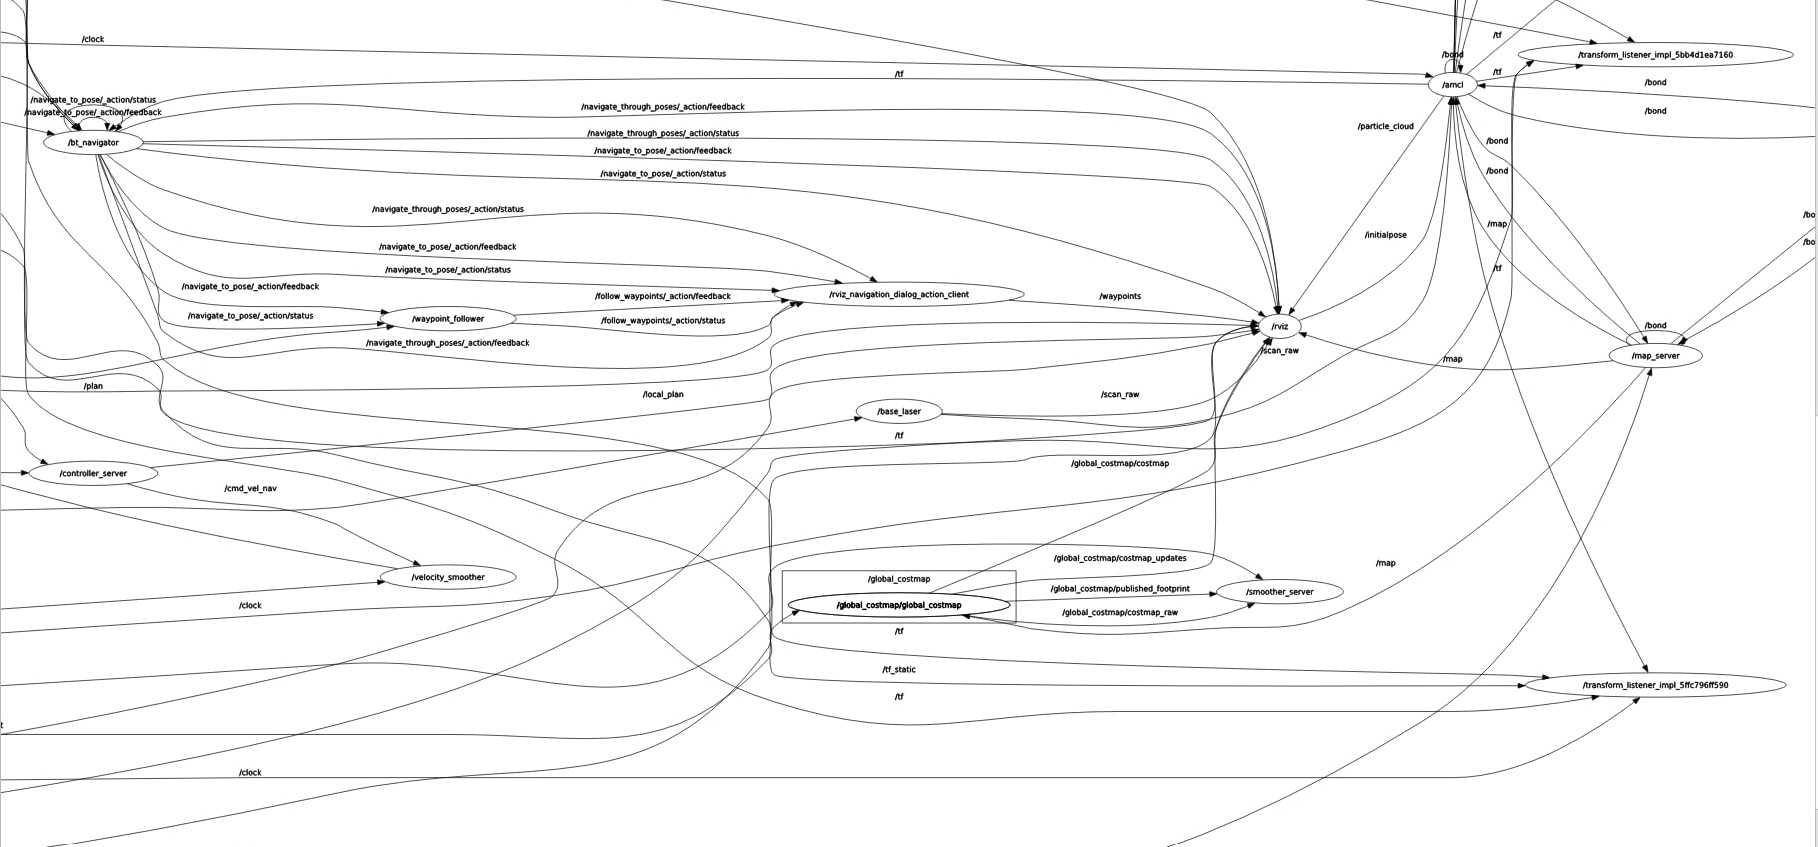 /clock
/tf
/transform_listener_impl_5bb4d1ea7160
/bond
/tf
/tf
/bond
/amcl
/navigate_to_pose/_action/status
/navigate_to_pose/_action/feedback
/navigate_through_poses/_action/feedback
/bond
/particle_cloud
/bt_navigator
/navigate_through_poses/_action/status
/navigate_to_pose/_action/feedback
/bond
/navigate_to_pose/_action/status
/bond
/navigate_through_poses/_action/status
/bo
/map
/initialpose
/bo
/navigate_to_pose/_action/feedback
/navigate_to_pose/_action/status
/tf
/navigate_to_pose/_action/feedback
/follow_waypoints/_action/feedback
/rviz_navigation_dialog_action_client
/waypoints
/navigate_to_pose/_action/status
/waypoint_follower
/follow_waypoints/_action/status
/rviz
/bond
/navigate_through_poses/_action/feedback
/scan_raw
/map
/map_server
/plan
/local_plan
/scan_raw
/base_laser
/tf
/global_costmap/costmap
/controller_server
/cmd_vel_nav
/global_costmap/costmap_updates
/map
/velocity_smoother
/global_costmap
/global_costmap/published_footprint
/smoother_server
/clock
/global_costmap/global_costmap
/global_costmap/costmap_raw
/tf
/tf_static
/transform_listener_impl_5ffc796ff590
/tf
t
/clock